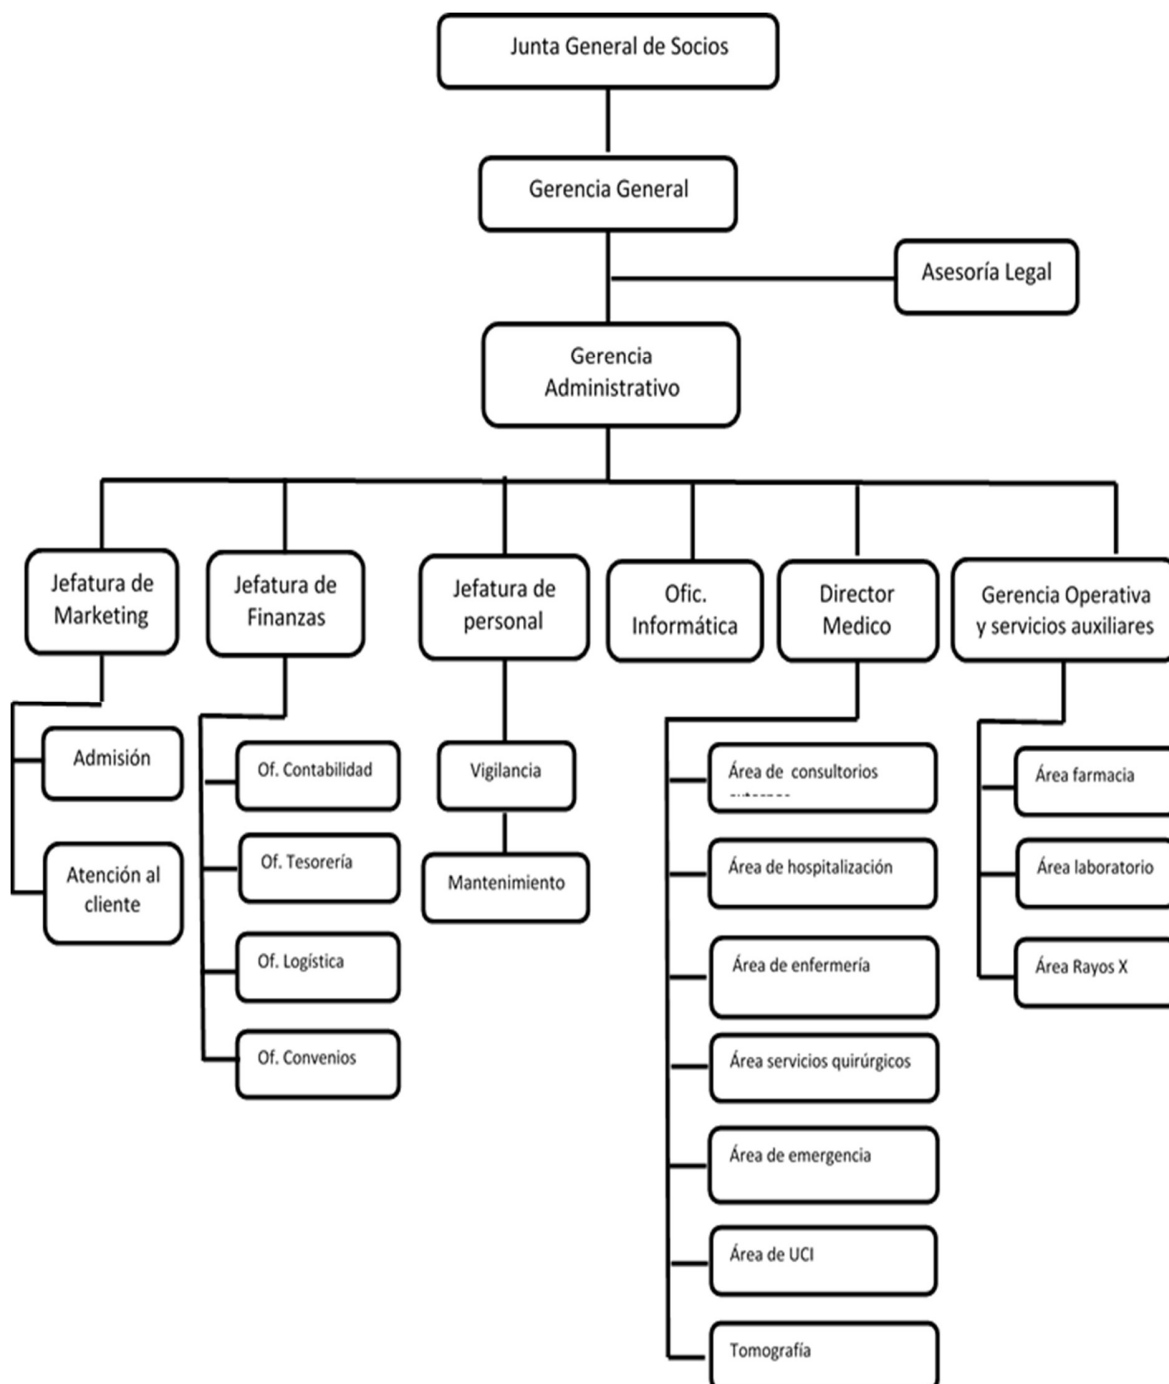 Junta General de Socios
Gerencia General
Asesoría Legal
Gerencia
Administrativo
Jefatura de
Marketing
Jefatura de
Finanzas
Jefatura de
personal
Ofic.
Informática
Director
Medico
Gerencia Operativa
y servicios auxiliares
Admisión
Atención al
cliente
Of. Contabilidad
Of. Tesorería
Of. Logística
Of. Convenios
Vigilancia
Mantenimiento
Área de consultorios
Área de hospitalización
Área de enfermería
Área servicios quirúrgicos
Área de emergencia
Área de UCI
Tomografía
Área farmacia
Área laboratorio
Área Rayos X